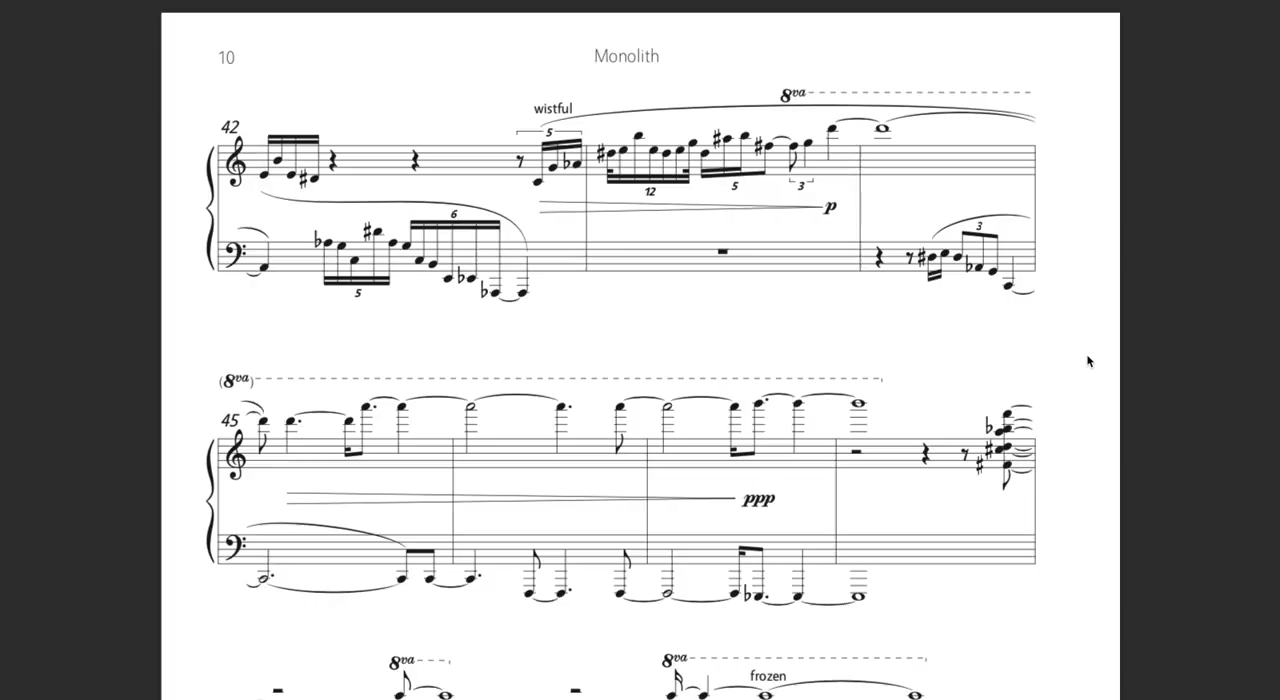 10
Monolith
8va
wistful
42
5
12
5
3
p
6
5
3
(8va)
45
ppp
8va
8va
frozen